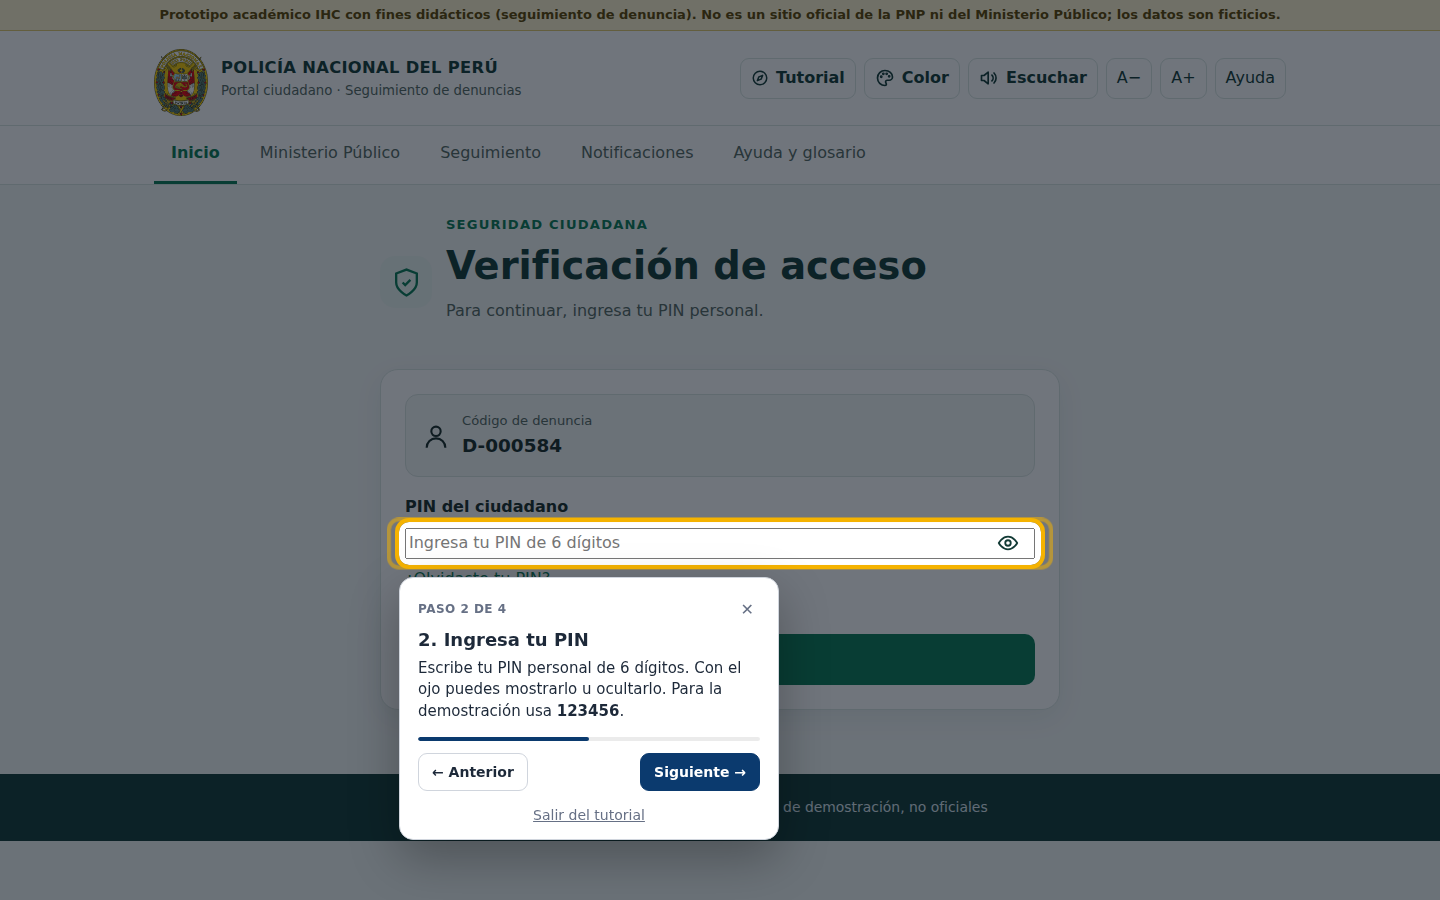 Prototipo académico IHC con fines didácticos (seguimiento de denuncia). No es un sitio oficial de la PNP ni del Ministerio Público; los datos son ficticios.
POLICÍA NACIONAL DEL PERÚ
Portal ciudadano · Seguimiento de denuncias
Tutorial
Color
Escuchar
A−
A+
Ayuda
Inicio
Ministerio Público
Seguimiento
Notificaciones
Ayuda y glosario
SEGURIDAD CIUDADANA
Verificación de acceso
Para continuar, ingresa tu PIN personal.
Código de denuncia
D-000584
PIN del ciudadano
Ingresa tu PIN de 6 dígitos
¿Olvidaste tu PIN?
PASO 2 DE 4
✕
2. Ingresa tu PIN
Escribe tu PIN personal de 6 dígitos. Con el
ojo puedes mostrarlo u ocultarlo. Para la
demostración usa 123456.
← Anterior
Siguiente →
Salir del tutorial
de demostración, no oficiales